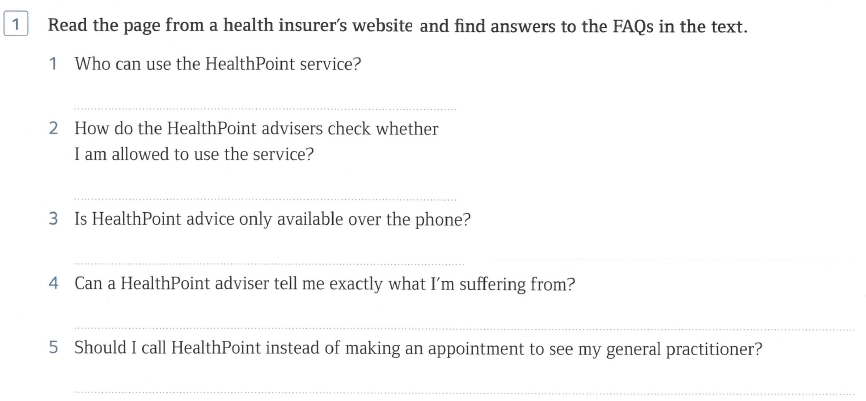 1 Read the page from a health insurer's website and find answers to the FAQs in the text.
1 Who can use the HealthPoint service?
2 How do the HealthPoint advisers check whether
I am allowed to use the service?
3 Is HealthPoint advice only available over the phone?
4 Can a HealthPoint adviser tell me exactly what I'm suffering from?
5 Should I call HealthPoint instead of making an appointment to see my general practitioner?